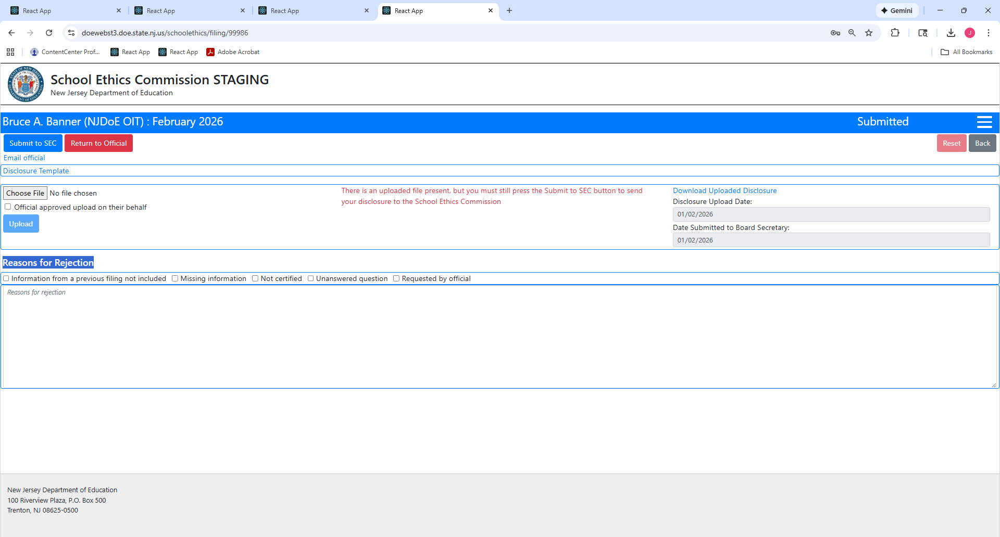 React App
React App
React App
React App
Gemini
doewebst3.doe.state.nj.us/schoolethics/filing/99986
J
ContentCenter Prof...
React App
React App
Adobe Acrobat
All Bookmarks
School Ethics Commission STAGING
New Jersey Department of Education
Bruce A. Banner (NJDoE OIT) : February 2026
Submitted
Submit to SEC
Return to Official
Reset
Back
Email official
Disclosure Template
Choose File
No file chosen
Official approved upload on their behalf
Upload
There is an uploaded file present, but you must still press the Submit to SEC button to send
your disclosure to the School Ethics Commission
Download Uploaded Disclosure
Disclosure Upload Date:
01/02/2026
Date Submitted to Board Secretary:
01/02/2026
Reasons for Rejection
Information from a previous filing not included
Missing information
Not certified
Unanswered question
Requested by official
Reasons for rejection
New Jersey Department of Education
100 Riverview Plaza, P.O. Box 500
Trenton, NJ 08625-0500